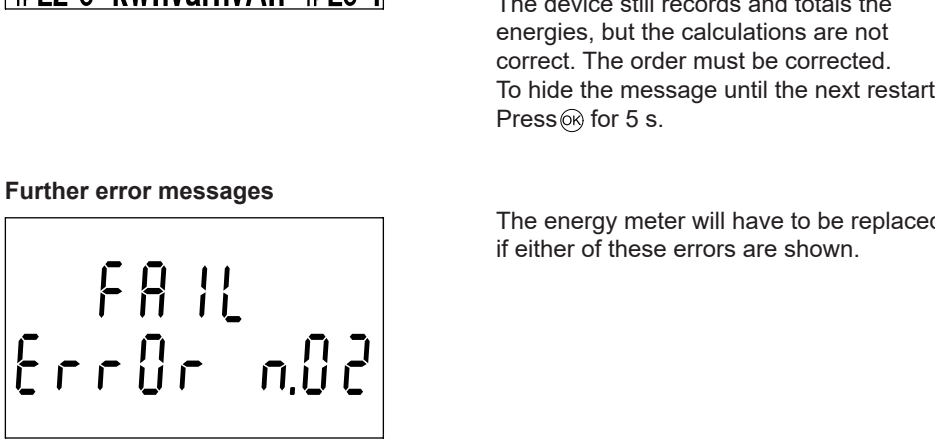 The device still records and totals the
energies, but the calculations are not
correct. The order must be corrected.
To hide the message until the next restart
Press OK for 5 s.
Further error messages
FAIL
Err0r n.02
The energy meter will have to be replaced
if either of these errors are shown.